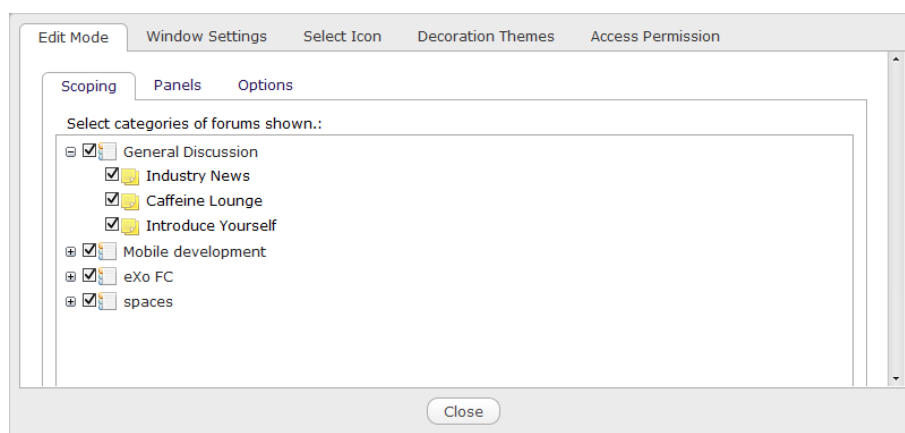 Edit Mode Window Settings Select Icon Decoration Themes Access Permission
Scoping Panels Options
Select categories of forums shown.:
General Discussion
Industry News
Caffeine Lounge
Introduce Yourself
Mobile development
eXo FC
spaces
Close